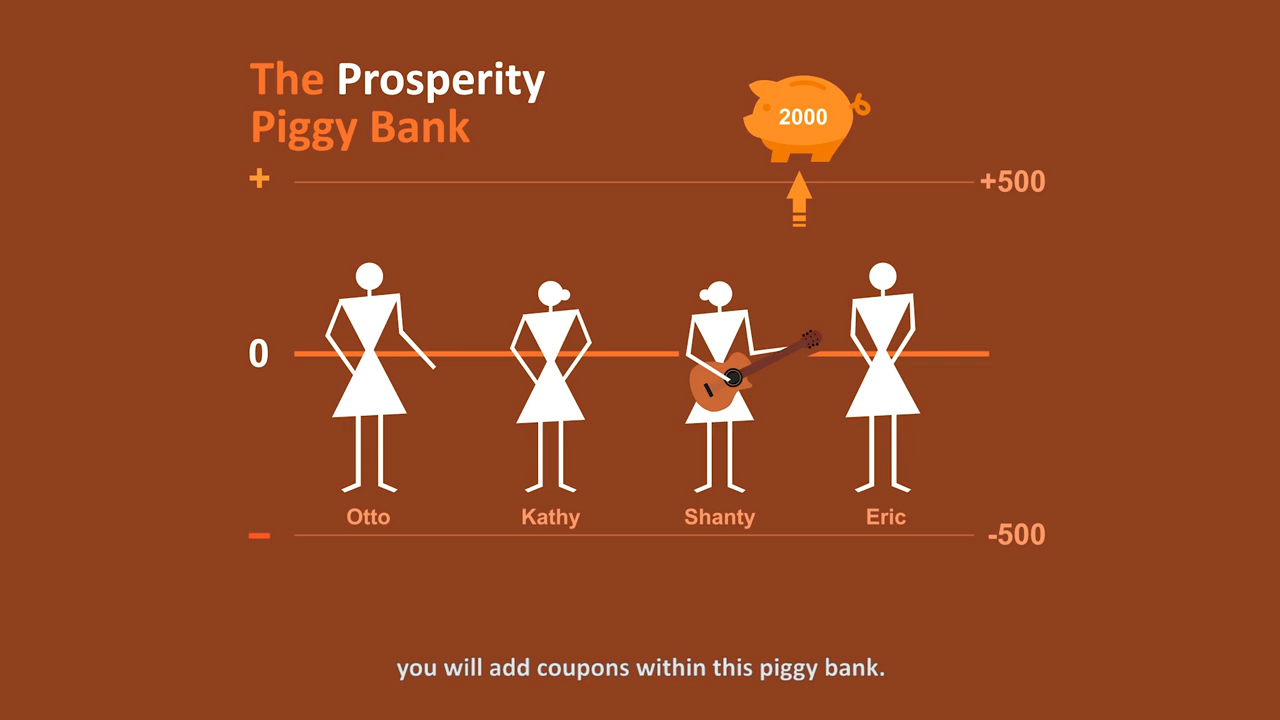 The Prosperity
Piggy Bank
2000
+
+500
0
Otto
Kathy
Shanty
Eric
-
-500
you will add coupons within this piggy bank.